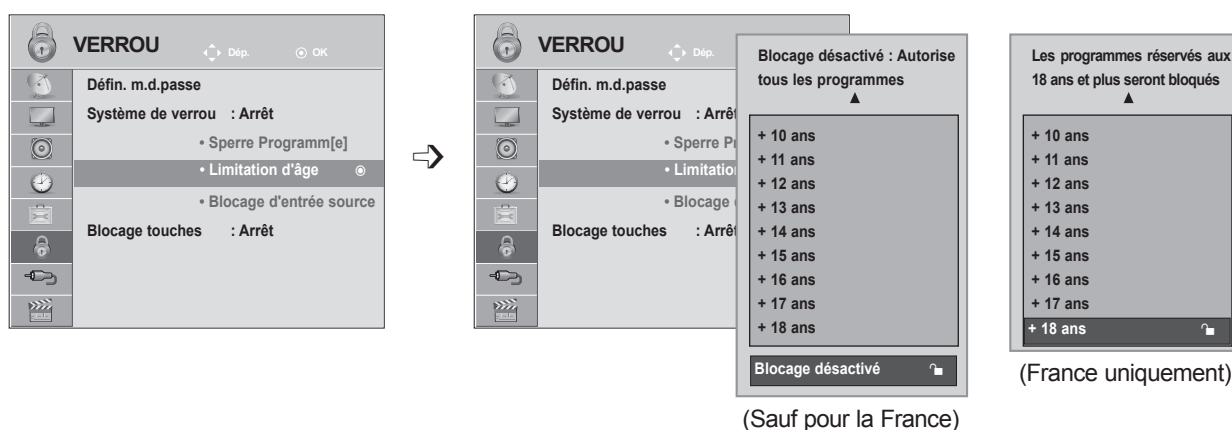 VERROU
Dép.
OK
Défin. m.d.passe
Système de verrou : Arrêt
• Sperre Programm[e]
• Limitation d'âge
• Blocage d'entrée source
Blocage touches : Arrêt
VERROU
Dép.
Défin. m.d.passe
Système de verrou : Arrêt
• Sperre P
• Limitation
• Blocage
Blocage touches : Arrêt
Blocage désactivé : Autorise
tous les programmes
+ 10 ans
+ 11 ans
+ 12 ans
+ 13 ans
+ 14 ans
+ 15 ans
+ 16 ans
+ 17 ans
+ 18 ans
Blocage désactivé
(Sauf pour la France)
Les programmes réservés aux
18 ans et plus seront bloqués
+ 10 ans
+ 11 ans
+ 12 ans
+ 13 ans
+ 14 ans
+ 15 ans
+ 16 ans
+ 17 ans
+ 18 ans
(France uniquement)